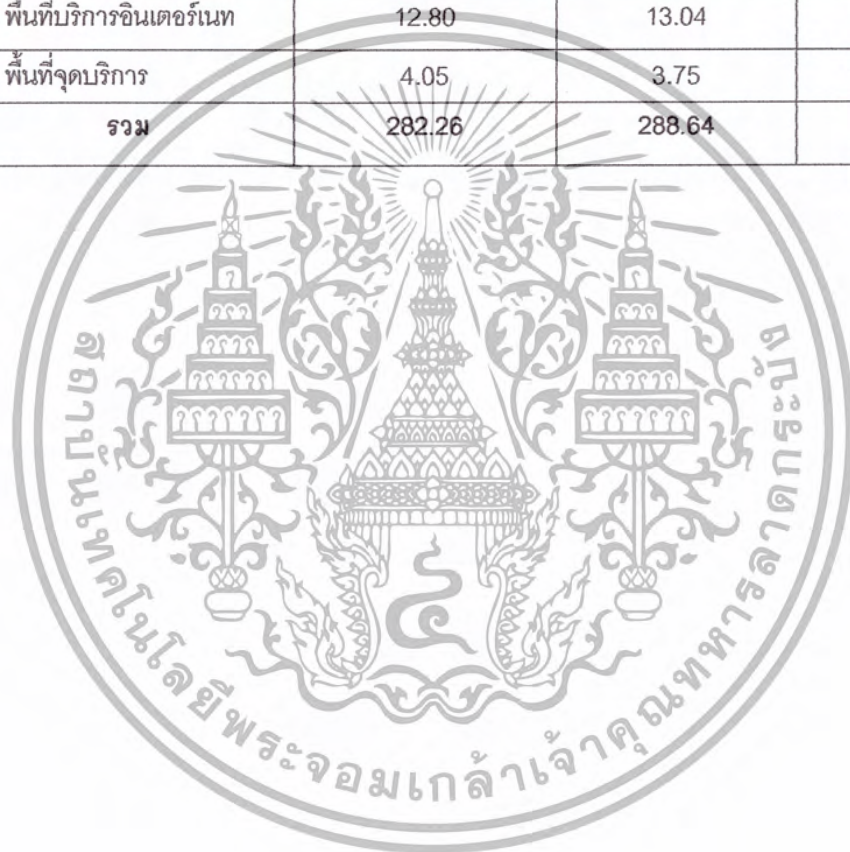 พื้นที่บริการอินเตอร์เนท 12.80 13.04
พื้นที่จุดบริการ 4.05 3.75
รวม 282.26 288.64
สถาบันเทคโนโลยีพระจอมเกล้าเจ้าคุณทหารลาดกระบัง